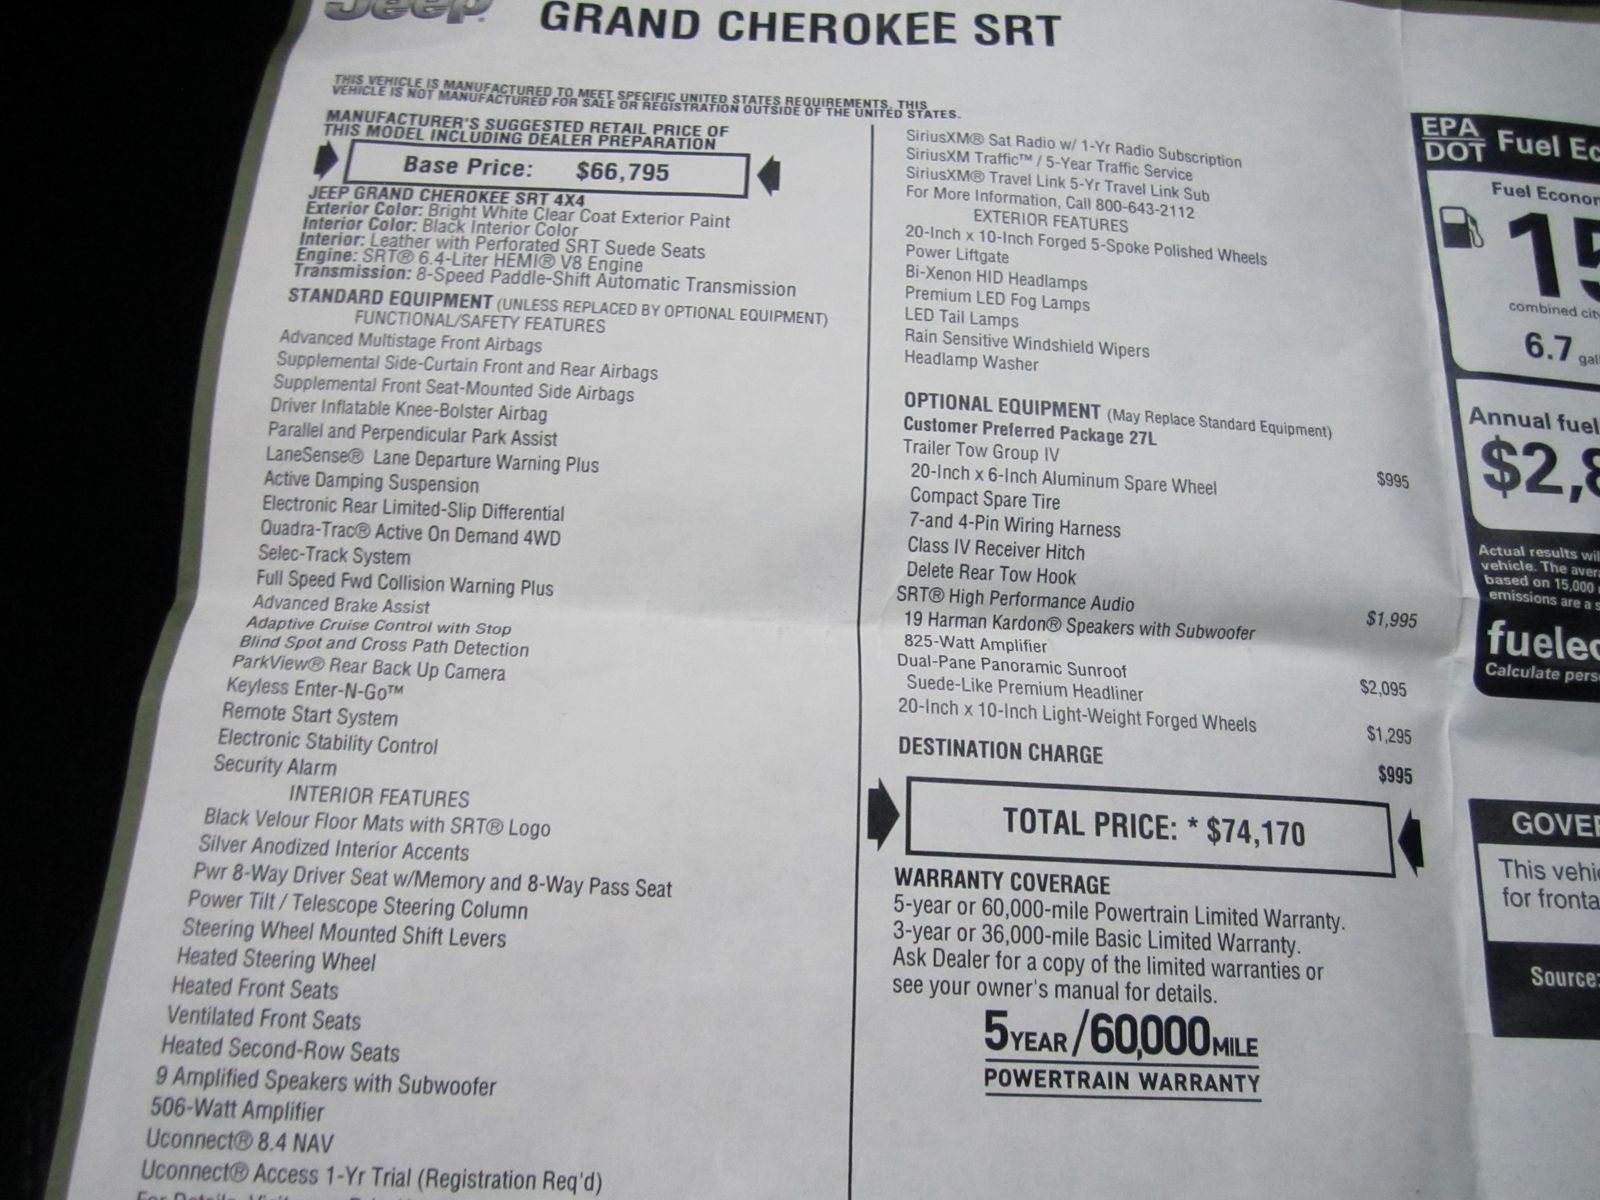 Jeep
GRAND CHEROKEE SRT
THIS VEHICLE IS MANUFACTURED TO MEET SPECIFIC UNITED STATES REQUIREMENTS. THIS
VEHICLE IS NOT MANUFACTURED FOR SALE OR REGISTRATION OUTSIDE OF THE UNITED STATES.
MANUFACTURER'S SUGGESTED RETAIL PRICE OF
THIS MODEL INCLUDING DEALER PREPARATION
Base Price: $66,795
JEEP GRAND CHEROKEE SRT 4X4
Exterior Color: Bright White Clear Coat Exterior Paint
Interior Color: Black Interior Color
Interior: Leather with Perforated SRT Suede Seats
Engine: SRT® 6.4-Liter HEMI® V8 Engine
Transmission: 8-Speed Paddle-Shift Automatic Transmission
STANDARD EQUIPMENT (UNLESS REPLACED BY OPTIONAL EQUIPMENT)
FUNCTIONAL/SAFETY FEATURES
Advanced Multistage Front Airbags
Supplemental Side-Curtain Front and Rear Airbags
Supplemental Front Seat-Mounted Side Airbags
Driver Inflatable Knee-Bolster Airbag
Parallel and Perpendicular Park Assist
LaneSense® Lane Departure Warning Plus
Active Damping Suspension
Electronic Rear Limited-Slip Differential
Quadra-Trac® Active On Demand 4WD
Selec-Track System
Full Speed Fwd Collision Warning Plus
Advanced Brake Assist
Adaptive Cruise Control with Stop
Blind Spot and Cross Path Detection
ParkView® Rear Back Up Camera
Keyless Enter-N-Go™
Remote Start System
Electronic Stability Control
Security Alarm
INTERIOR FEATURES
Black Velour Floor Mats with SRT® Logo
Silver Anodized Interior Accents
Pwr 8-Way Driver Seat w/Memory and 8-Way Pass Seat
Power Tilt / Telescope Steering Column
Steering Wheel Mounted Shift Levers
Heated Steering Wheel
Heated Front Seats
Ventilated Front Seats
Heated Second-Row Seats
9 Amplified Speakers with Subwoofer
506-Watt Amplifier
Uconnect® 8.4 NAV
Uconnect® Access 1-Yr Trial (Registration Req'd)
For Details,
SiriusXM® Sat Radio w/ 1-Yr Radio Subscription
SiriusXM Traffic™ / 5-Year Traffic Service
SiriusXM® Travel Link 5-Yr Travel Link Sub
For More Information, Call 800-643-2112
EXTERIOR FEATURES
20-Inch x 10-Inch Forged 5-Spoke Polished Wheels
Power Liftgate
Bi-Xenon HID Headlamps
Premium LED Fog Lamps
LED Tail Lamps
Rain Sensitive Windshield Wipers
Headlamp Washer
OPTIONAL EQUIPMENT (May Replace Standard Equipment)
Customer Preferred Package 27L
Trailer Tow Group IV $995
20-Inch x 6-Inch Aluminum Spare Wheel
Compact Spare Tire
7-and 4-Pin Wiring Harness
Class IV Receiver Hitch
Delete Rear Tow Hook
SRT® High Performance Audio $1,995
19 Harman Kardon® Speakers with Subwoofer
825-Watt Amplifier
Dual-Pane Panoramic Sunroof $2,095
Suede-Like Premium Headliner
20-Inch x 10-Inch Light-Weight Forged Wheels $1,295
DESTINATION CHARGE $995
TOTAL PRICE: * $74,170
WARRANTY COVERAGE
5-year or 60,000-mile Powertrain Limited Warranty.
3-year or 36,000-mile Basic Limited Warranty.
Ask Dealer for a copy of the limited warranties or
see your owner's manual for details.
5 YEAR / 60,000 MILE
POWERTRAIN WARRANTY
EPA
DOT
Fuel Ec
Fuel Econo
15
combined cit
6.7 gal
Annual fuel
$2,8
Actual results wil
vehicle. The aver
based on 15,000
emissions are a s
fuelec
Calculate pers
GOVE
This vehi
for fronta
Source: